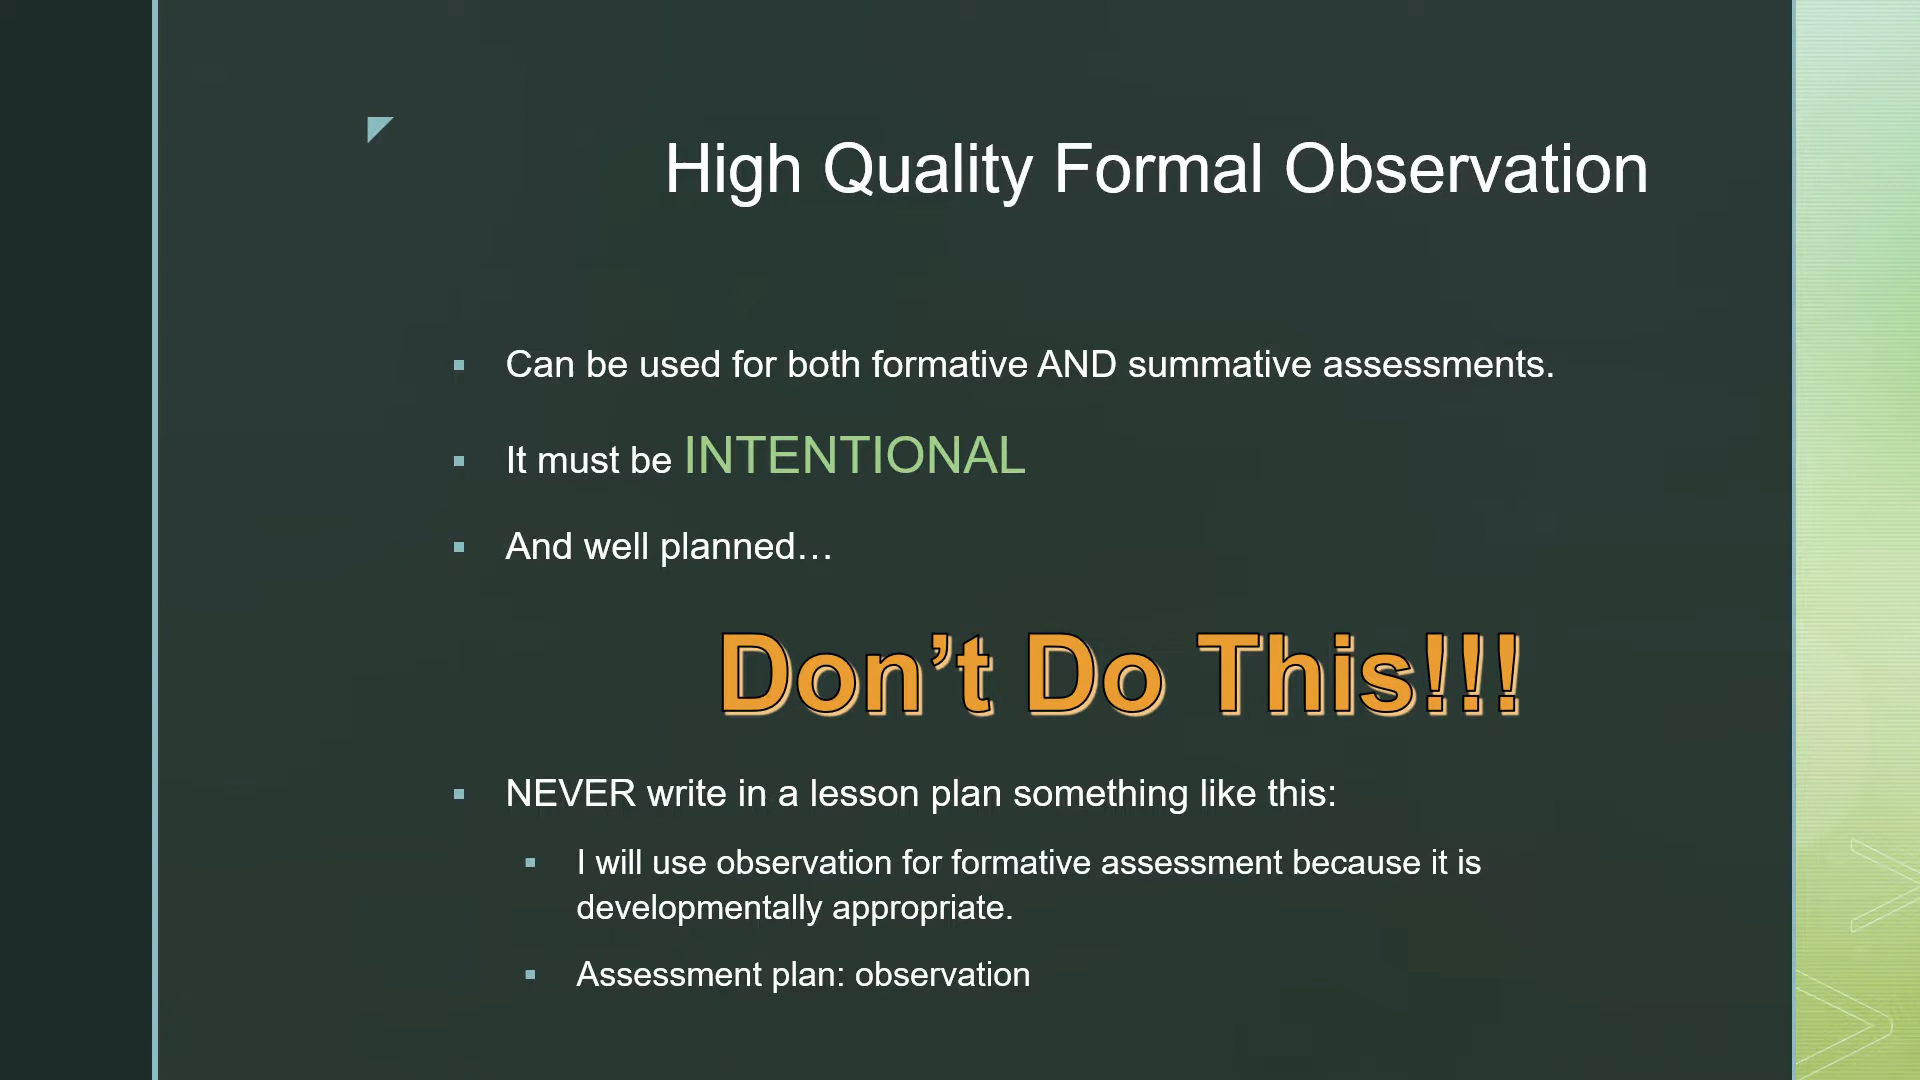 High Quality Formal Observation
Can be used for both formative AND summative assessments.
It must be INTENTIONAL
And well planned…
Don’t Do This!!!
NEVER write in a lesson plan something like this:
I will use observation for formative assessment because it is
developmentally appropriate.
Assessment plan: observation